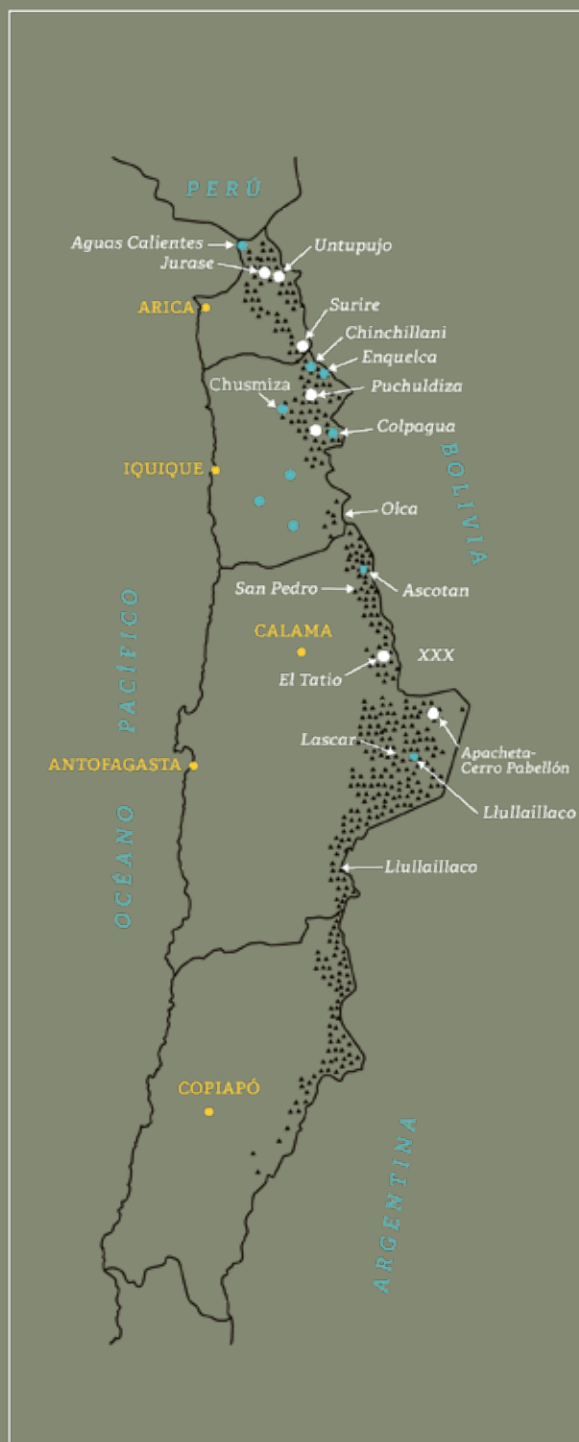 PERÚ
Aguas Calientes
Untupujo
Jurase
ARICA
Surire
Chinchillani
Enquelca
Chusmiza
Puchuldiza
Colpagua
BOLIVIA
IQUIQUE
Olca
San Pedro
Ascotan
CALAMA
XXX
El Tatio
OCÉANO PACÍFICO
Lascar
Apacheta-
Cerro Pabellón
ANTOFAGASTA
Llullaillaco
Llullaillaco
COPIAPÓ
ARGENTINA